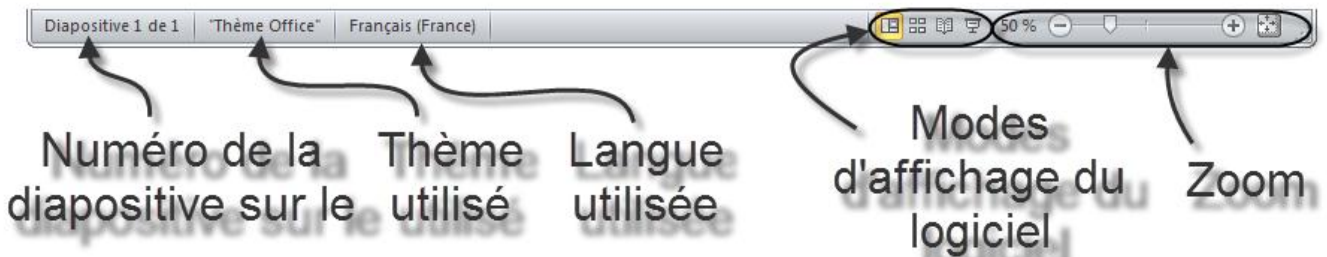 Diapositive 1 de 1 "Thème Office" Français (France) 50 %
Numéro de la
diapositive sur le
Thème
utilisé
Langue
utilisée
Modes
d'affichage du
logiciel
Zoom